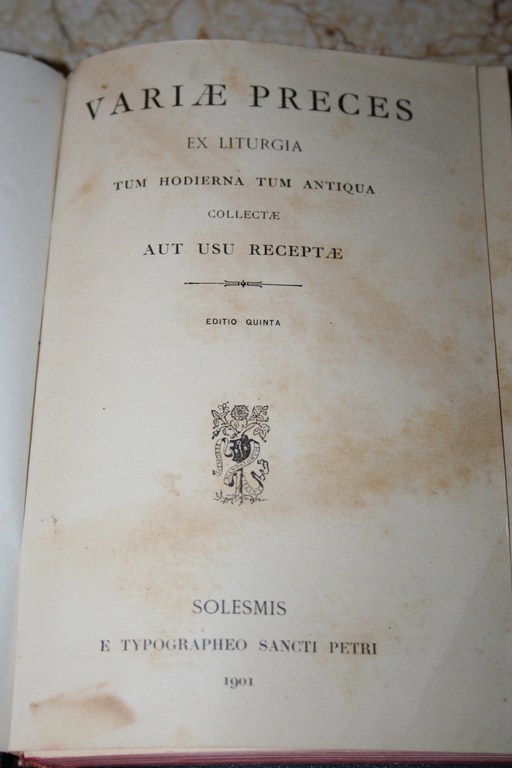 VARIÆ PRECES
EX LITURGIA
TUM HODIERNA TUM ANTIQUA
COLLECTÆ
AUT USU RECEPTÆ
EDITIO QUINTA
SOLESMIS
E TYPOGRAPHEO SANCTI PETRI
1901